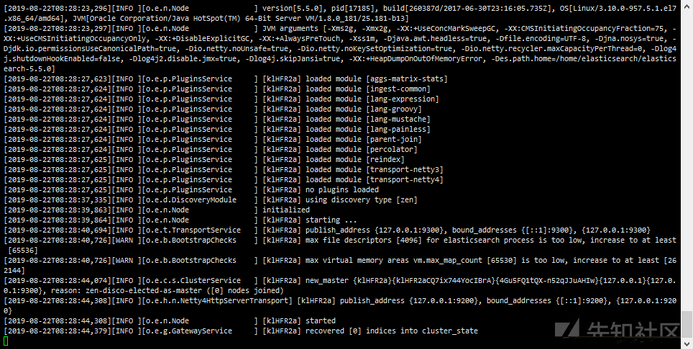 [2019-08-22T08:28:23,296][INFO ][o.e.n.Node               ] version[5.5.0], pid[17185], build[260387d/2017-06-30T23:16:05.735Z], OS[Linux/3.10.0-957.5.1.el7
.x86_64/amd64], JVM[Oracle Corporation/Java HotSpot(TM) 64-Bit Server VM/1.8.0_181/25.181-b13]
[2019-08-22T08:28:23,297][INFO ][o.e.n.Node               ] JVM arguments [-Xms2g, -Xmx2g, -XX:+UseConcMarkSweepGC, -XX:CMSInitiatingOccupancyFraction=75, -
XX:+UseCMSInitiatingOccupancyOnly, -XX:+DisableExplicitGC, -XX:+AlwaysPreTouch, -Xss1m, -Djava.awt.headless=true, -Dfile.encoding=UTF-8, -Djna.nosys=true, -
Djdk.io.permissionsUseCanonicalPath=true, -Dio.netty.noUnsafe=true, -Dio.netty.noKeySetOptimization=true, -Dio.netty.recycler.maxCapacityPerThread=0, -Dlog4
j.shutdownHookEnabled=false, -Dlog4j2.disable.jmx=true, -Dlog4j.skipJansi=true, -XX:+HeapDumpOnOutOfMemoryError, -Des.path.home=/home/elasticsearch/elastics
earch-5.5.0]
[2019-08-22T08:28:27,623][INFO ][o.e.p.PluginsService     ] [klHFR2a] loaded module [aggs-matrix-stats]
[2019-08-22T08:28:27,624][INFO ][o.e.p.PluginsService     ] [klHFR2a] loaded module [ingest-common]
[2019-08-22T08:28:27,624][INFO ][o.e.p.PluginsService     ] [klHFR2a] loaded module [lang-expression]
[2019-08-22T08:28:27,624][INFO ][o.e.p.PluginsService     ] [klHFR2a] loaded module [lang-groovy]
[2019-08-22T08:28:27,624][INFO ][o.e.p.PluginsService     ] [klHFR2a] loaded module [lang-mustache]
[2019-08-22T08:28:27,624][INFO ][o.e.p.PluginsService     ] [klHFR2a] loaded module [lang-painless]
[2019-08-22T08:28:27,624][INFO ][o.e.p.PluginsService     ] [klHFR2a] loaded module [parent-join]
[2019-08-22T08:28:27,624][INFO ][o.e.p.PluginsService     ] [klHFR2a] loaded module [percolator]
[2019-08-22T08:28:27,624][INFO ][o.e.p.PluginsService     ] [klHFR2a] loaded module [reindex]
[2019-08-22T08:28:27,624][INFO ][o.e.p.PluginsService     ] [klHFR2a] loaded module [transport-netty3]
[2019-08-22T08:28:27,624][INFO ][o.e.p.PluginsService     ] [klHFR2a] loaded module [transport-netty4]
[2019-08-22T08:28:27,625][INFO ][o.e.p.PluginsService     ] [klHFR2a] no plugins loaded
[2019-08-22T08:28:37,335][INFO ][o.e.d.DiscoveryModule    ] [klHFR2a] using discovery type [zen]
[2019-08-22T08:28:39,863][INFO ][o.e.n.Node               ] initialized
[2019-08-22T08:28:39,864][INFO ][o.e.n.Node               ] [klHFR2a] starting ...
[2019-08-22T08:28:40,694][INFO ][o.e.t.TransportService   ] [klHFR2a] publish_address {127.0.0.1:9300}, bound_addresses {[::1]:9300}, {127.0.0.1:9300}
[2019-08-22T08:28:40,726][WARN ][o.e.b.BootstrapChecks    ] [klHFR2a] max file descriptors [4096] for elasticsearch process is too low, increase to at least
 [65536]
[2019-08-22T08:28:40,726][WARN ][o.e.b.BootstrapChecks    ] [klHFR2a] max virtual memory areas vm.max_map_count [65530] is too low, increase to at least [26
2144]
[2019-08-22T08:28:44,074][INFO ][o.e.c.s.ClusterService   ] [klHFR2a] new_master {klHFR2a}{klHFR2aCQ7ix744YocIBrA}{4Gu5FQ1tQX-N52qJJuAHIw}{127.0.0.1}{127.0.
0.1:9300}, reason: zen-disco-elected-as-master ([0] nodes joined)
[2019-08-22T08:28:44,308][INFO ][o.e.h.n.Netty4HttpServerTransport] [klHFR2a] publish_address {127.0.0.1:9200}, bound_addresses {[::1]:9200}, {127.0.0.1:920
0}
[2019-08-22T08:28:44,308][INFO ][o.e.n.Node               ] [klHFR2a] started
[2019-08-22T08:28:44,379][INFO ][o.e.g.GatewayService     ] [klHFR2a] recovered [0] indices into cluster_state
先知社区